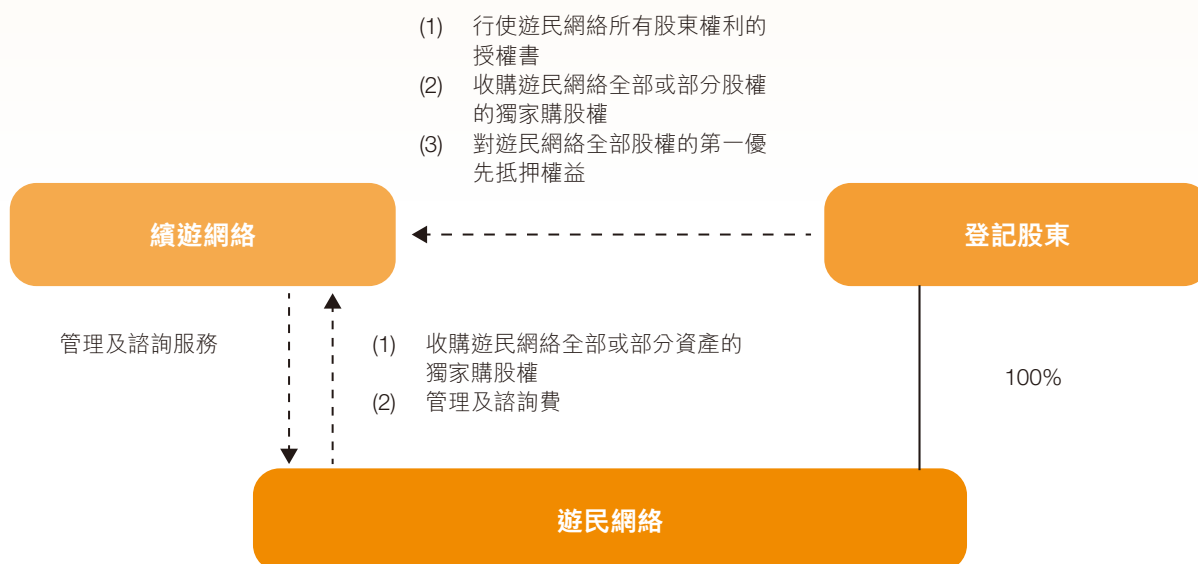 (1) 行使遊民網絡所有股東權利的
授權書
(2) 收購遊民網絡全部或部分股權
的獨家購股權
(3) 對遊民網絡全部股權的第一優
先抵押權益
繽遊網絡
登記股東
管理及諮詢服務
(1) 收購遊民網絡全部或部分資產的
獨家購股權
(2) 管理及諮詢費
100%
遊民網絡